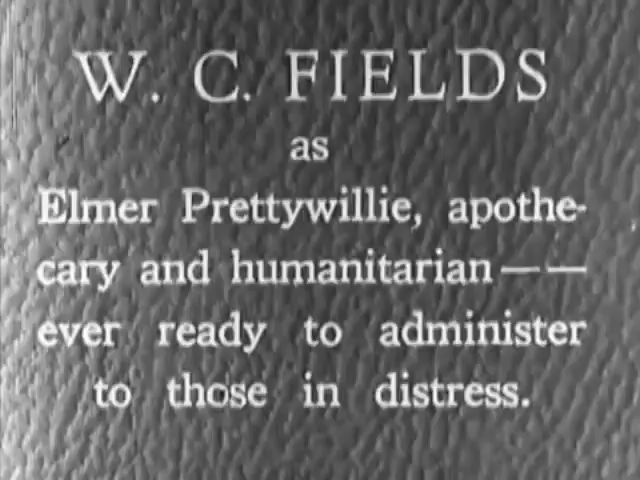 W. C. FIELDS
as
Elmer Prettywillie, apothe-
cary and humanitarian——
ever ready to administer
to those in distress.